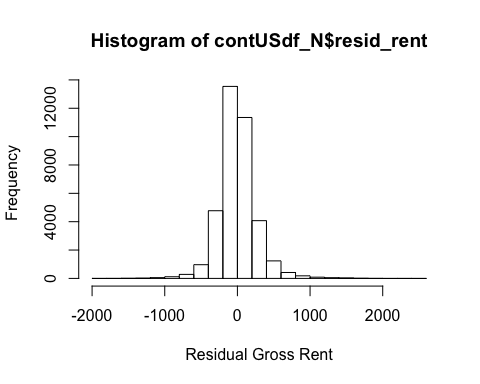 Histogram of contUSdf_N$resid_rent
Frequency
12000
8000
4000
0
-2000 -1000 0 1000 2000
Residual Gross Rent